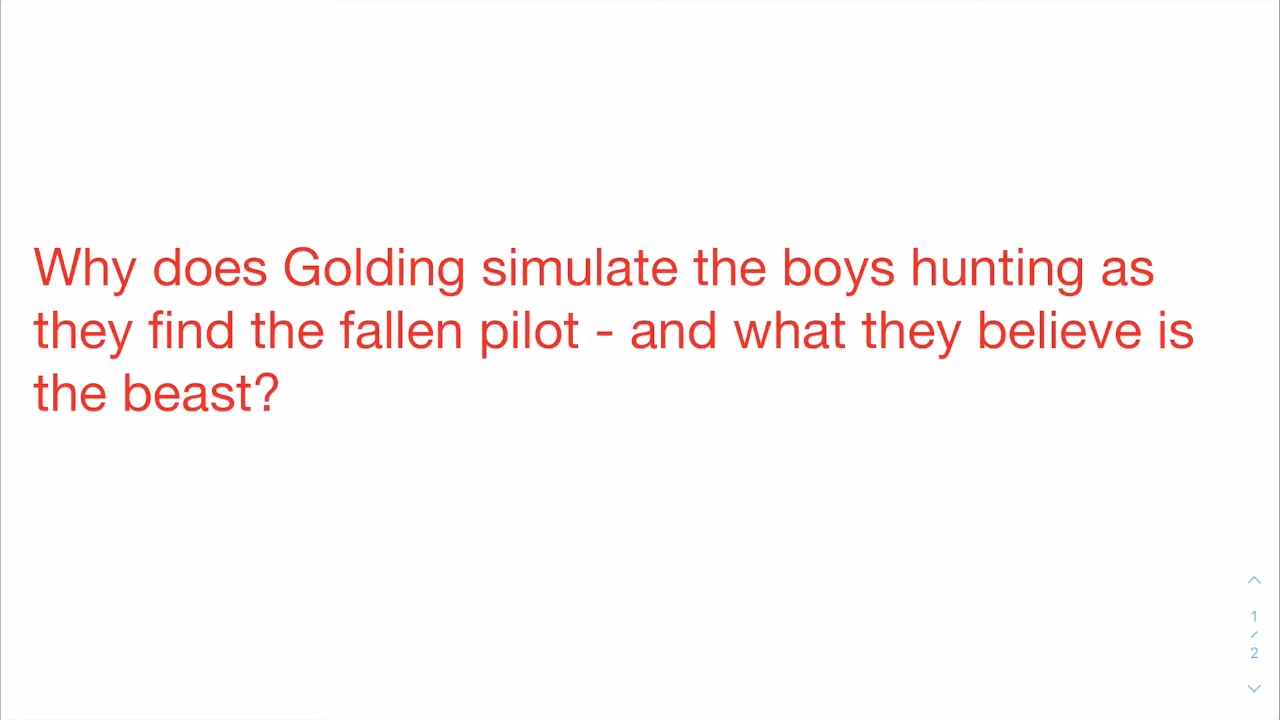 Why does Golding simulate the boys hunting as
they find the fallen pilot - and what they believe is
the beast?
1
/
2